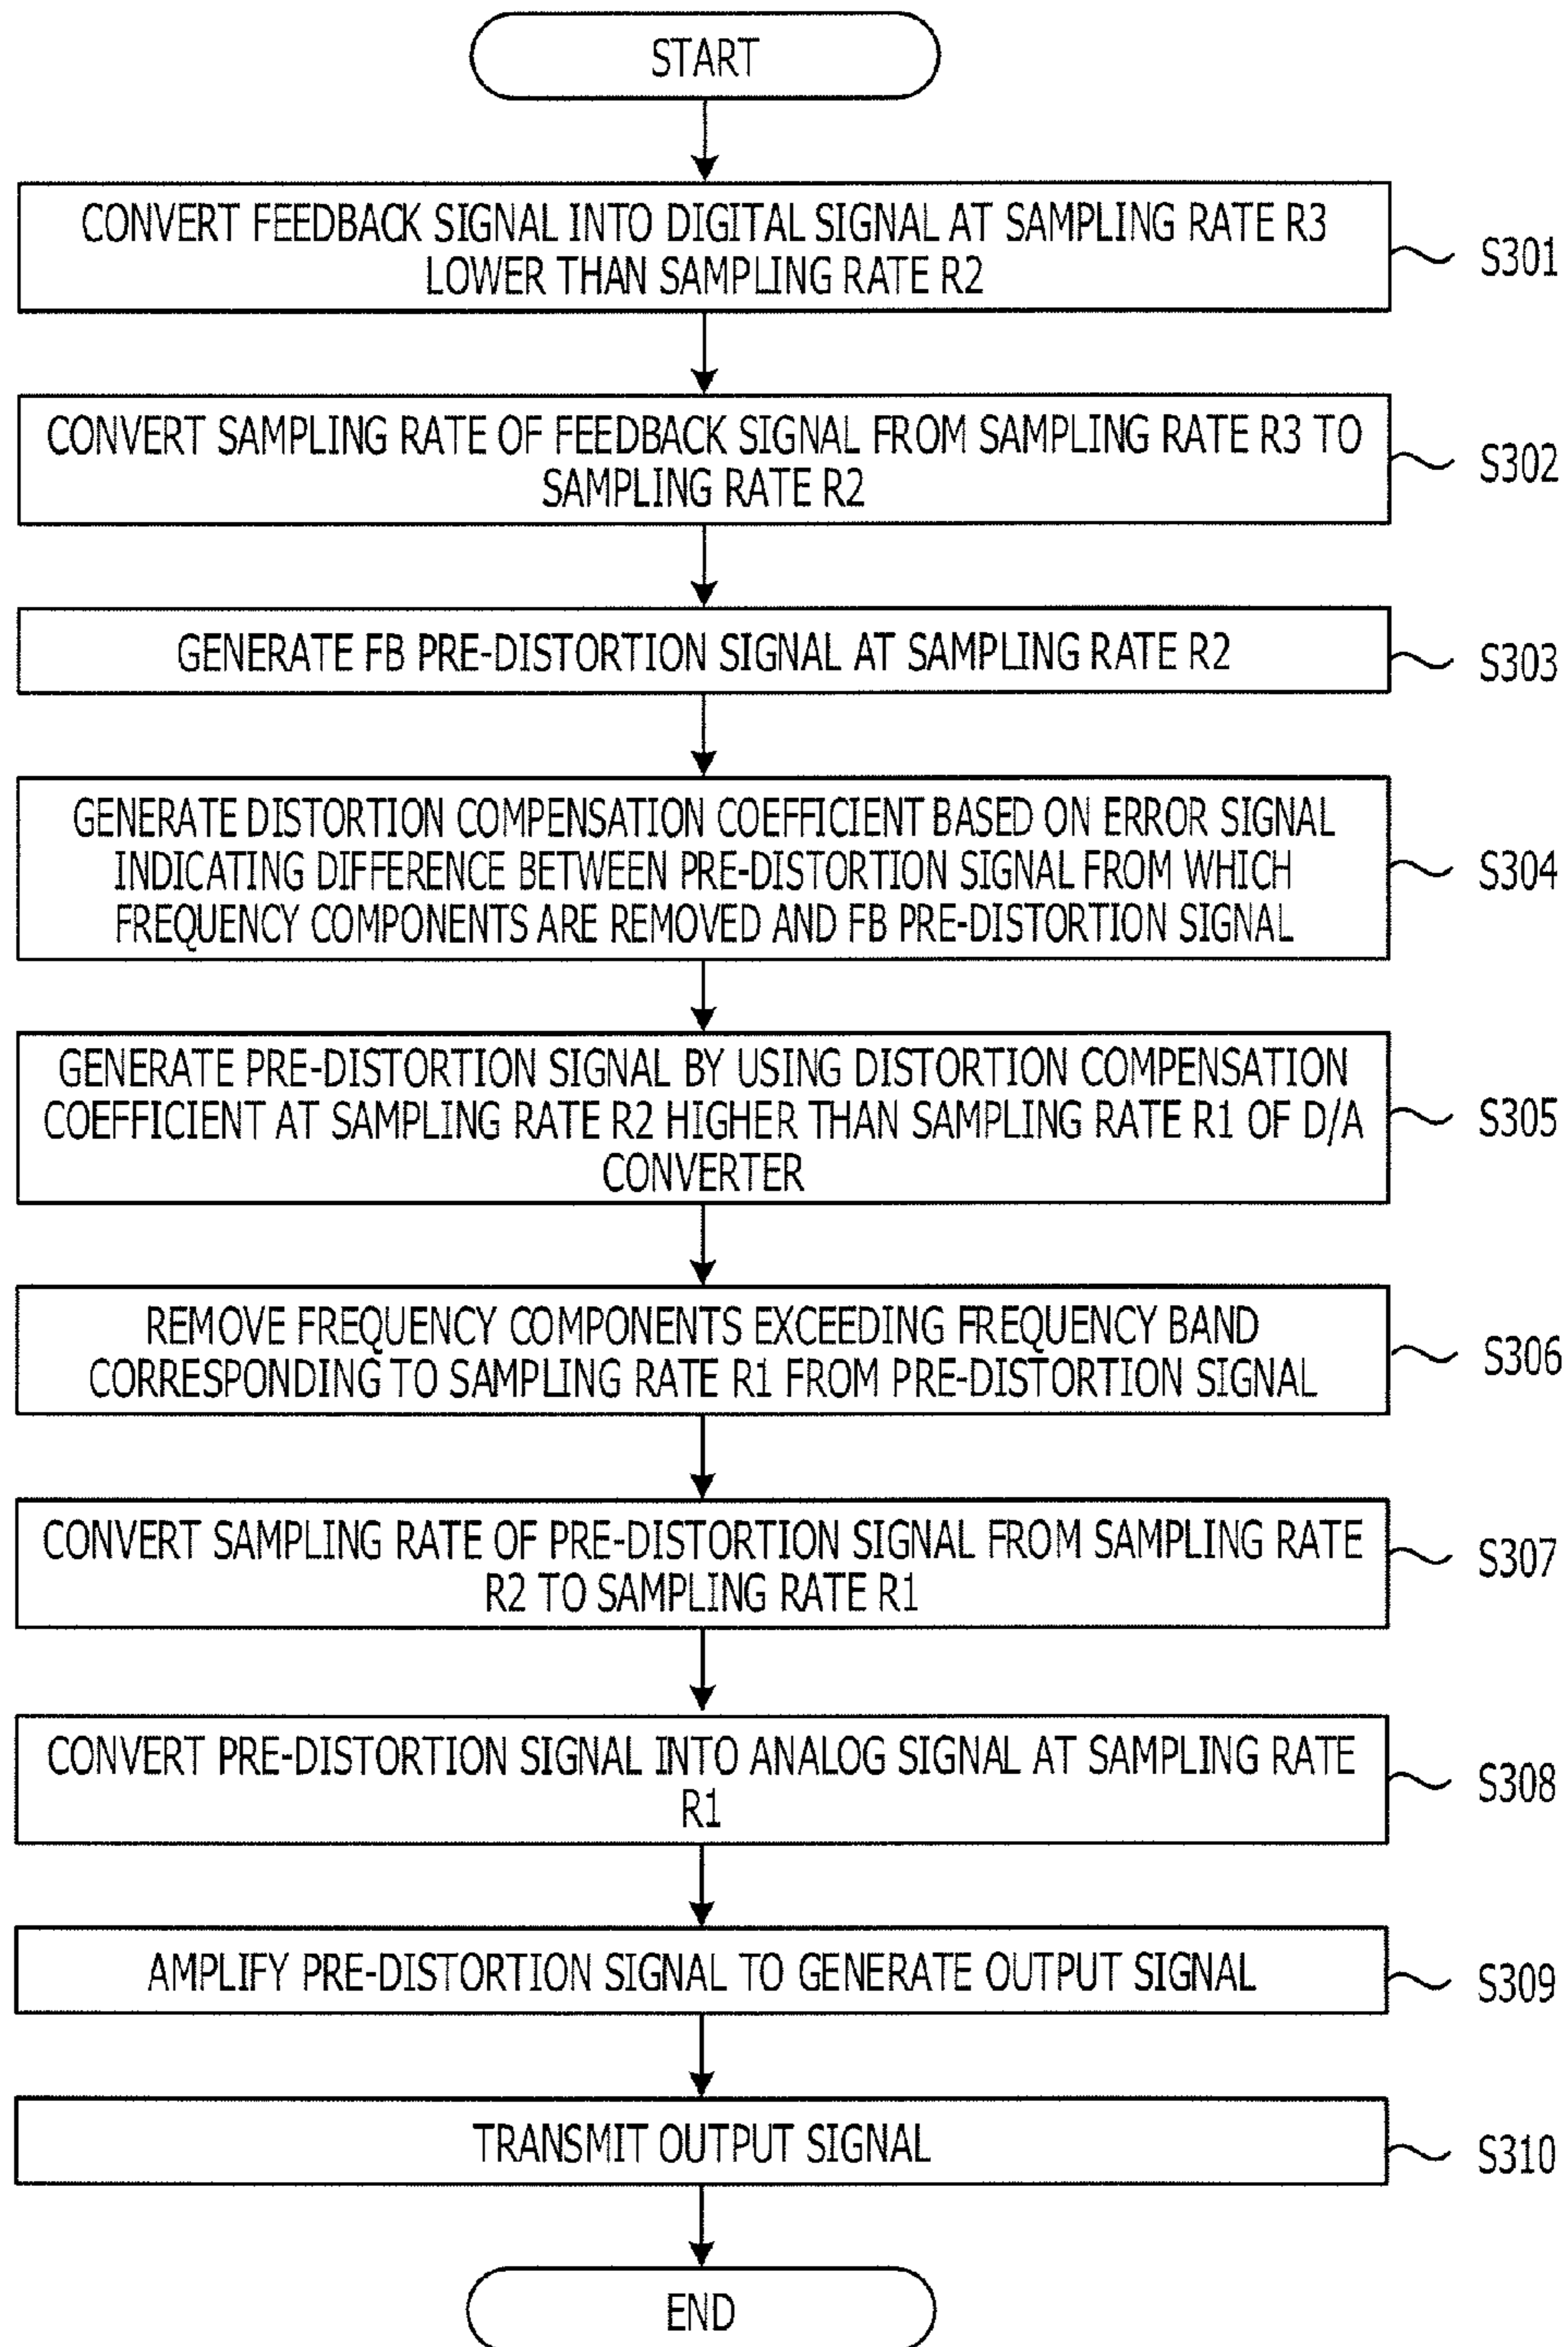 START
CONVERT FEEDBACK SIGNAL INTO DIGITAL SIGNAL AT SAMPLING RATE R3
LOWER THAN SAMPLING RATE R2
S301
CONVERT SAMPLING RATE OF FEEDBACK SIGNAL FROM SAMPLING RATE R3 TO
SAMPLING RATE R2
S302
GENERATE FB PRE-DISTORTION SIGNAL AT SAMPLING RATE R2
S303
GENERATE DISTORTION COMPENSATION COEFFICIENT BASED ON ERROR SIGNAL
INDICATING DIFFERENCE BETWEEN PRE-DISTORTION SIGNAL FROM WHICH
FREQUENCY COMPONENTS ARE REMOVED AND FB PRE-DISTORTION SIGNAL
S304
GENERATE PRE-DISTORTION SIGNAL BY USING DISTORTION COMPENSATION
COEFFICIENT AT SAMPLING RATE R2 HIGHER THAN SAMPLING RATE R1 OF D/A
CONVERTER
S305
REMOVE FREQUENCY COMPONENTS EXCEEDING FREQUENCY BAND
CORRESPONDING TO SAMPLING RATE R1 FROM PRE-DISTORTION SIGNAL
S306
CONVERT SAMPLING RATE OF PRE-DISTORTION SIGNAL FROM SAMPLING RATE
R2 TO SAMPLING RATE R1
S307
CONVERT PRE-DISTORTION SIGNAL INTO ANALOG SIGNAL AT SAMPLING RATE
R1
S308
AMPLIFY PRE-DISTORTION SIGNAL TO GENERATE OUTPUT SIGNAL
S309
TRANSMIT OUTPUT SIGNAL
S310
END